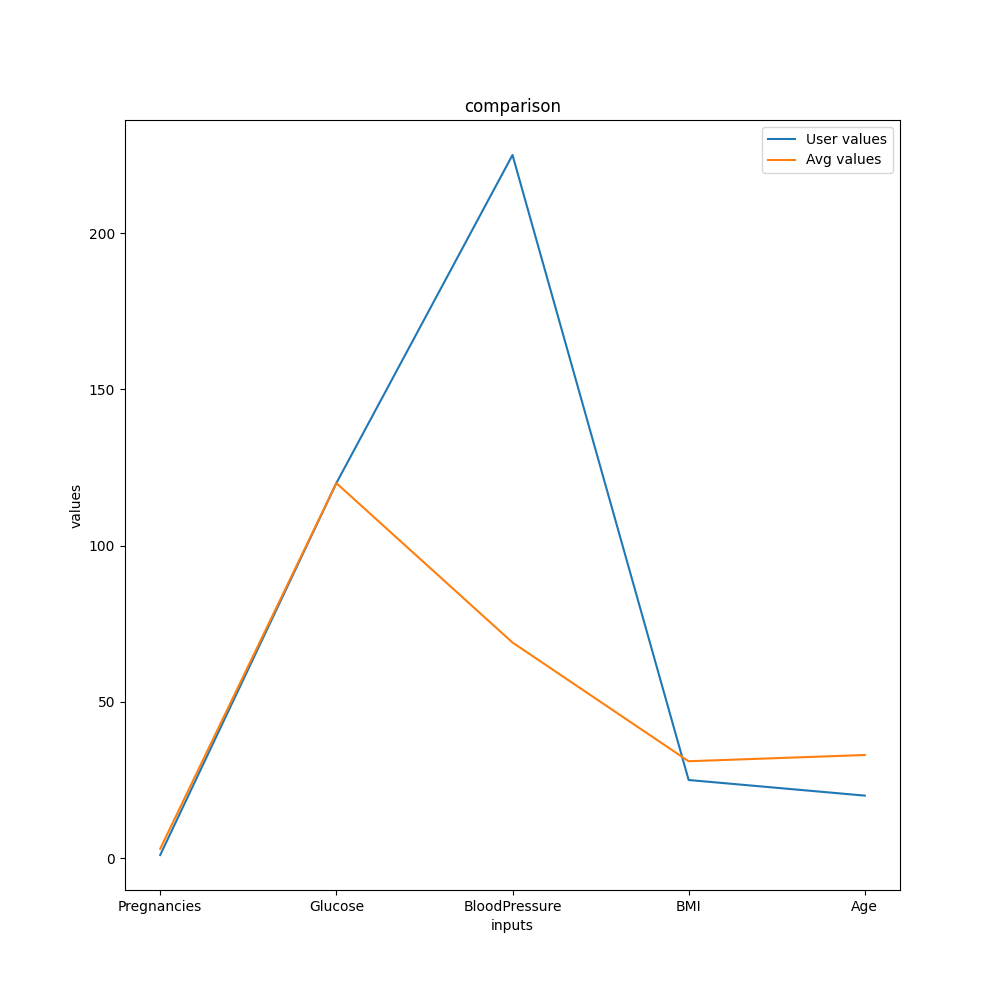 comparison
User values
Avg values
200
150
100
50
0
values
Pregnancies Glucose BloodPressure BMI Age
inputs